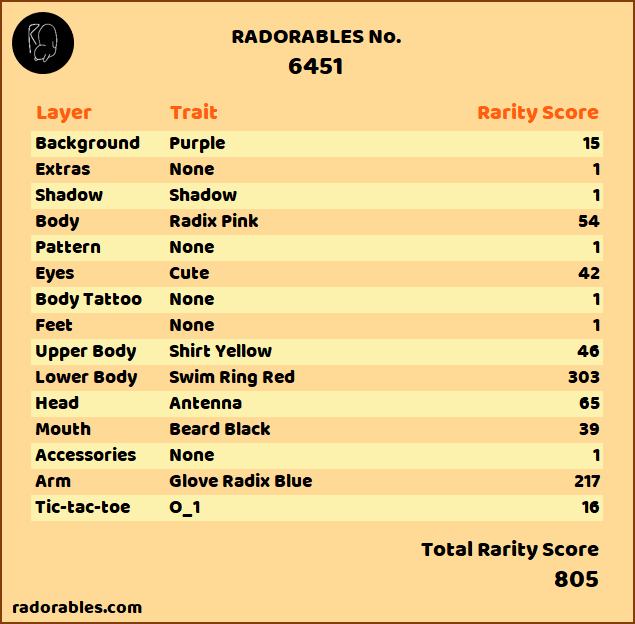 RADORABLES No.
6451
Layer Trait Rarity Score
Background Purple 15
Extras None 1
Shadow Shadow 1
Body Radix Pink 54
Pattern None 1
Eyes Cute 42
Body Tattoo None 1
Feet None 1
Upper Body Shirt Yellow 46
Lower Body Swim Ring Red 303
Head Antenna 65
Mouth Beard Black 39
Accessories None 1
Arm Glove Radix Blue 217
Tic-tac-toe O_1 16
Total Rarity Score
805
radorables.com